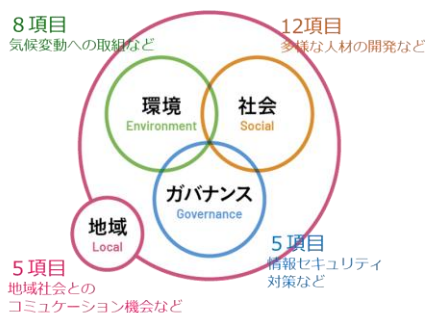 8項目
気候変動への取組など
12項目
多様な人材の開発など
環境
Environment
社会
Social
ガバナンス
Governance
地域
Local
5項目
情報セキュリティ
対策など
5項目
地域社会との
コミュケーション機会など